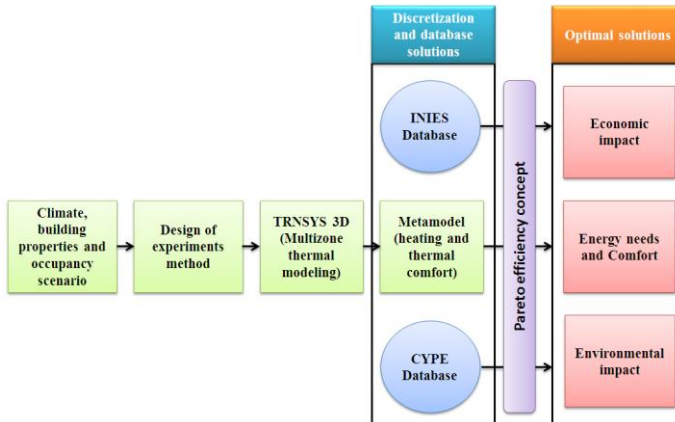 Discretization
and database
solutions
Optimal solutions
INIES
Database
Economic
impact
Climate,
building
properties and
occupancy
scenario
Design of
experiments
method
TRNSYS 3D
(Multizone
thermal
modeling)
Metamodel
(heating and
thermal
comfort)
Pareto efficiency concept
Energy needs
and Comfort
CYPE
Database
Environmental
impact